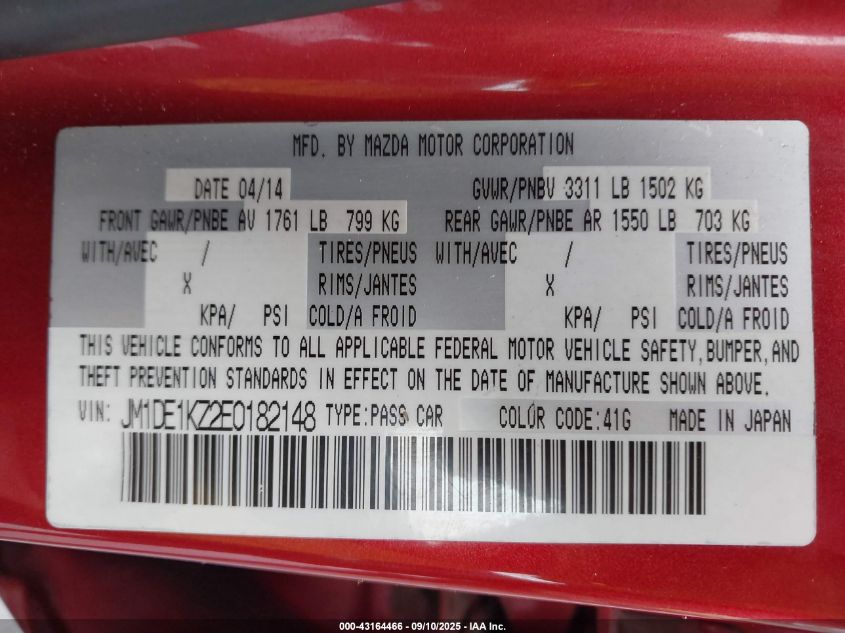 MFD. BY MAZDA MOTOR CORPORATION
DATE 04/14 GVWR/PNBV 3311 LB 1502 KG
FRONT GAWR/PNBE AV 1761 LB 799 KG REAR GAWR/PNBE AR 1550 LB 703 KG
WITH/AVEC / TIRES/PNEUS WITH/AVEC / TIRES/PNEUS
X RIMS/JANTES X RIMS/JANTES
KPA/ PSI COLD/A FROID KPA/ PSI COLD/A FROID
THIS VEHICLE CONFORMS TO ALL APPLICABLE FEDERAL MOTOR VEHICLE SAFETY,BUMPER,AND
THEFT PREVENTION STANDARDS IN EFFECT ON THE DATE OF MANUFACTURE SHOWN ABOVE.
VIN: JM1DE1KZ2E0182148 TYPE:PASS CAR COLOR CODE:41G MADE IN JAPAN
000-43164466 - 09/10/2025 - IAA Inc.